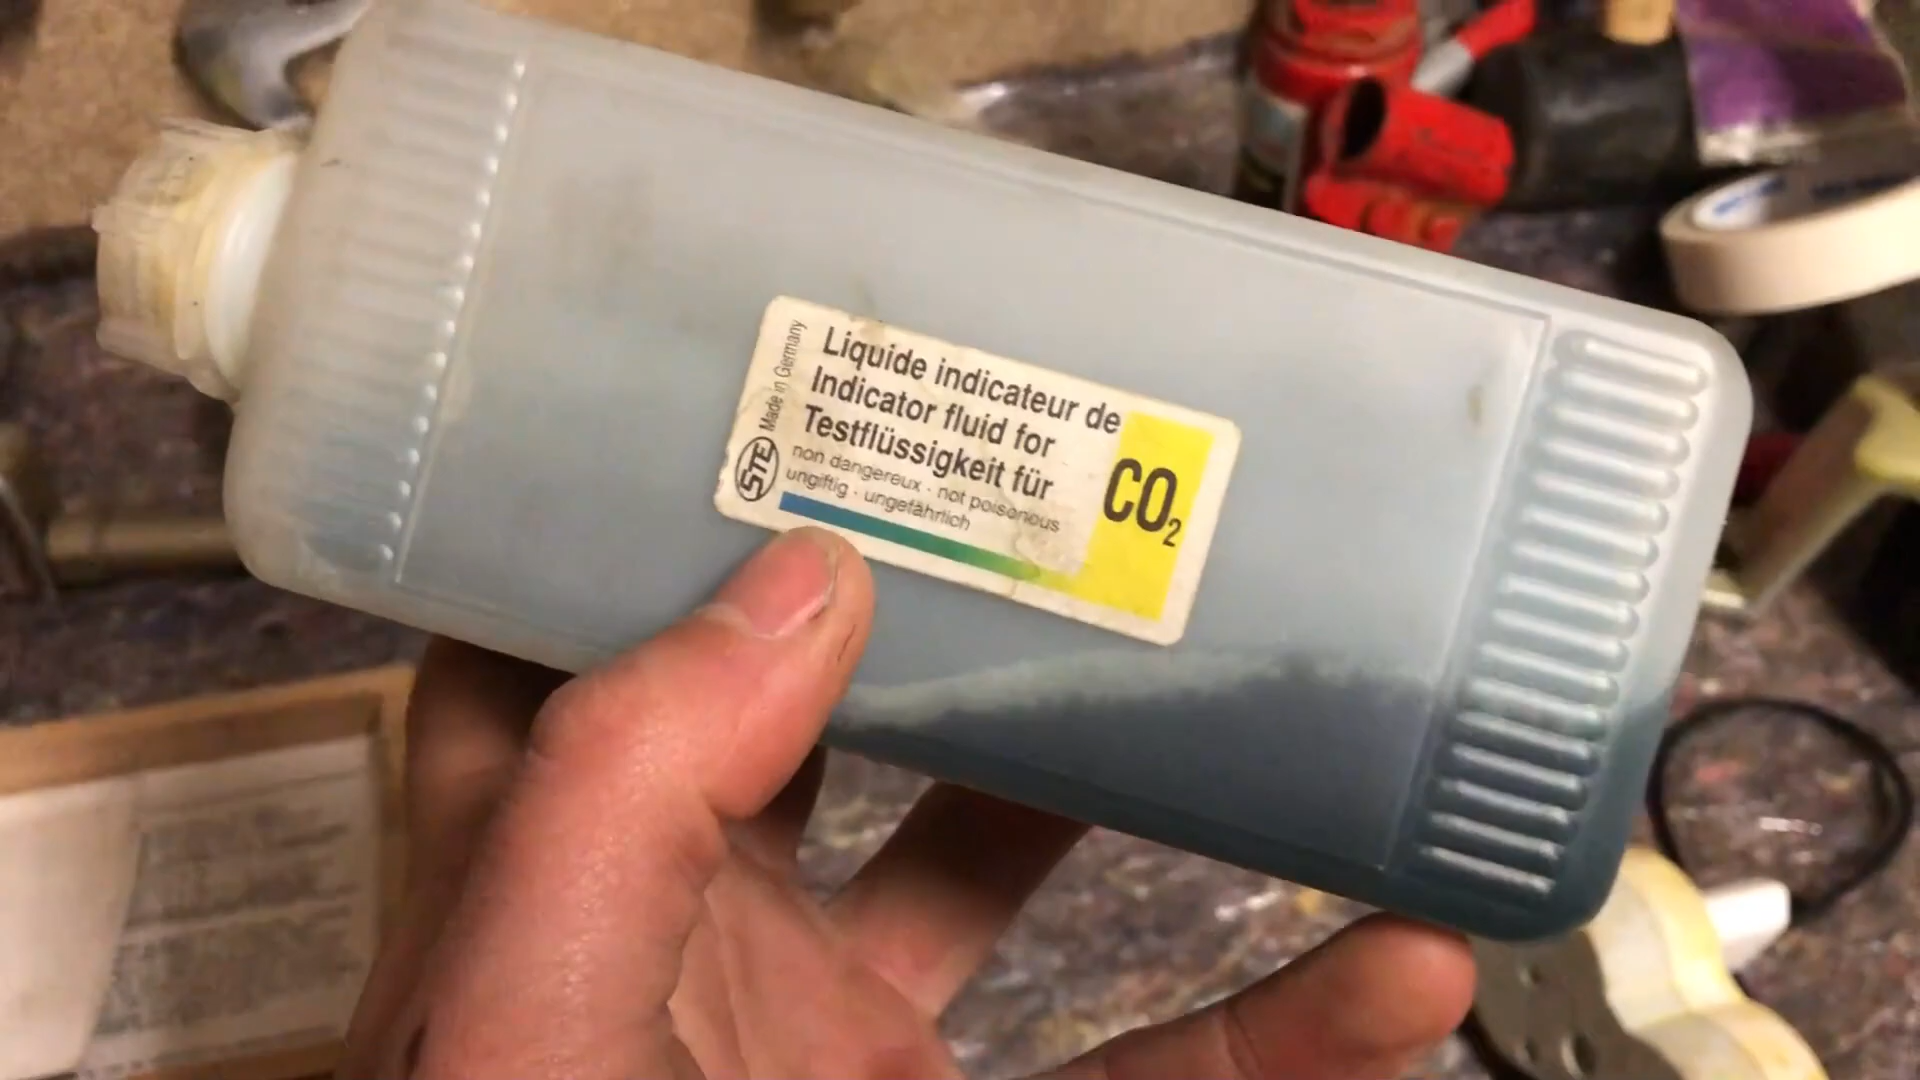 Made in Germany
STE
Liquide indicateur de
Indicator fluid for
Testflüssigkeit für
non dangereux · not poisonous
ungiftig · ungefährlich
CO₂